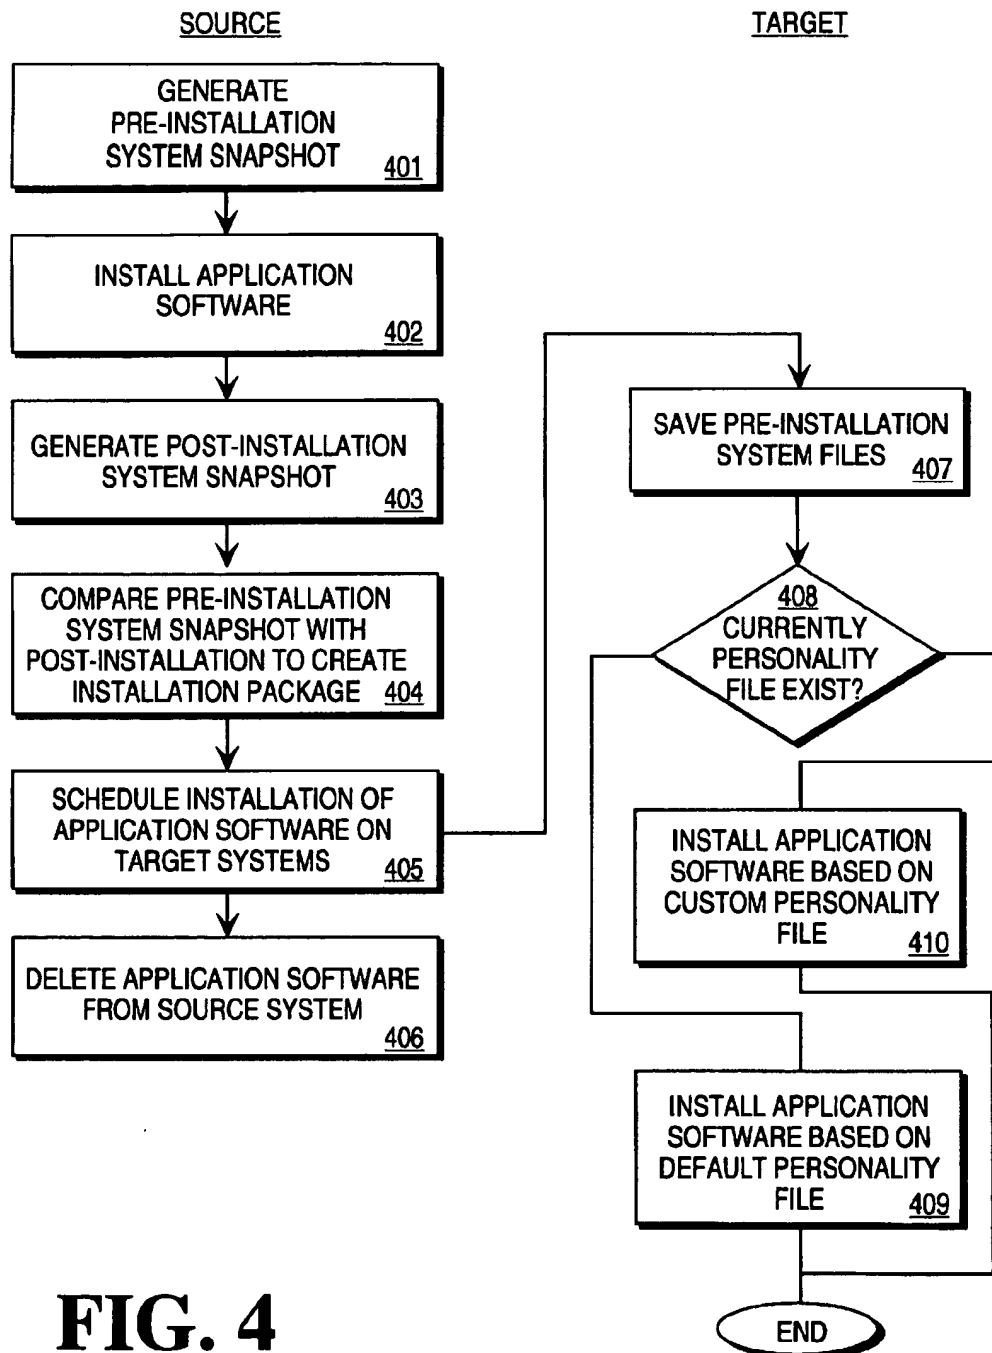 SOURCE
GENERATE
PRE-INSTALLATION
SYSTEM SNAPSHOT
401
INSTALL APPLICATION
SOFTWARE
402
GENERATE POST-INSTALLATION
SYSTEM SNAPSHOT
403
COMPARE PRE-INSTALLATION
SYSTEM SNAPSHOT WITH
POST-INSTALLATION TO CREATE
INSTALLATION PACKAGE 404
SCHEDULE INSTALLATION OF
APPLICATION SOFTWARE ON
TARGET SYSTEMS
405
DELETE APPLICATION SOFTWARE
FROM SOURCE SYSTEM
406
TARGET
SAVE PRE-INSTALLATION
SYSTEM FILES
407
408
CURRENTLY
PERSONALITY
FILE EXIST?
INSTALL APPLICATION
SOFTWARE BASED ON
CUSTOM PERSONALITY
FILE
410
INSTALL APPLICATION
SOFTWARE BASED ON
DEFAULT PERSONALITY
FILE
409
END
FIG. 4